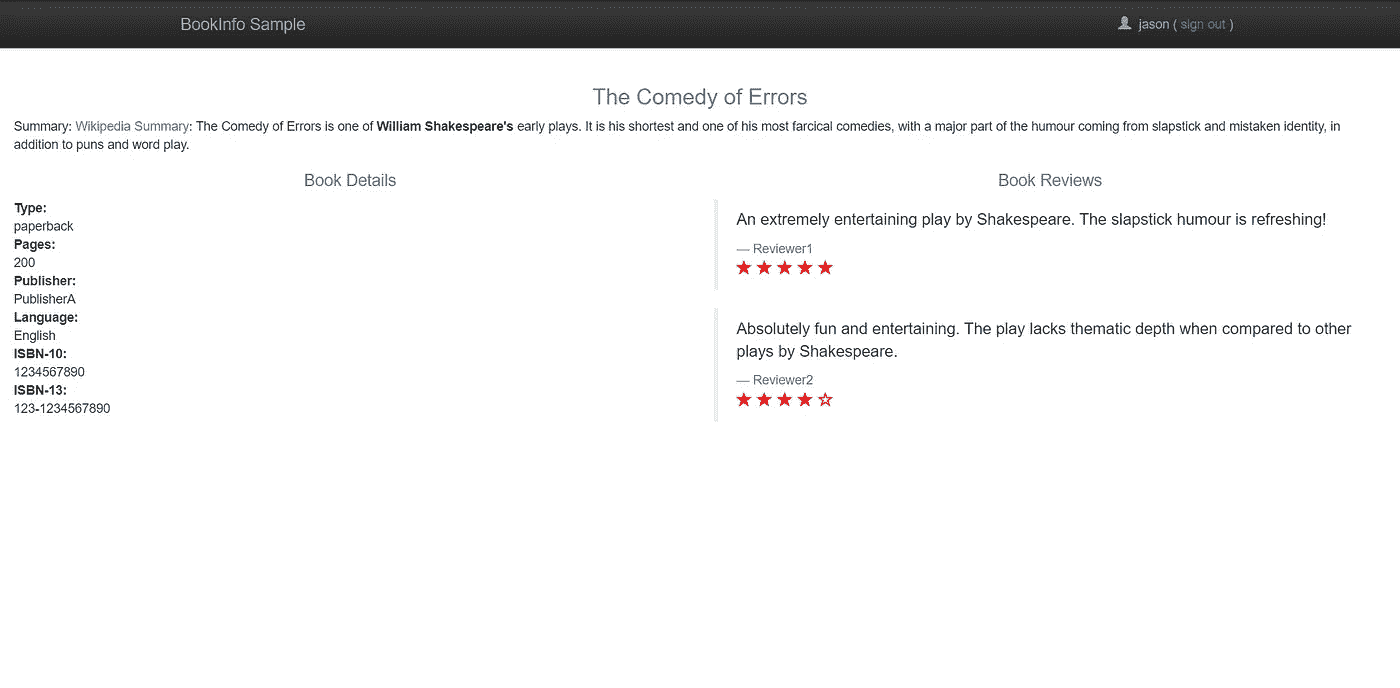 BookInfo Sample
jason ( sign out )
The Comedy of Errors
Summary: Wikipedia Summary: The Comedy of Errors is one of William Shakespeare's early plays. It is his shortest and one of his most farcical comedies, with a major part of the humour coming from slapstick and mistaken identity, in
addition to puns and word play.
Book Details
Type:
paperback
Pages:
200
Publisher:
PublisherA
Language:
English
ISBN-10:
1234567890
ISBN-13:
123-1234567890
Book Reviews
An extremely entertaining play by Shakespeare. The slapstick humour is refreshing!
— Reviewer1
Absolutely fun and entertaining. The play lacks thematic depth when compared to other
plays by Shakespeare.
— Reviewer2